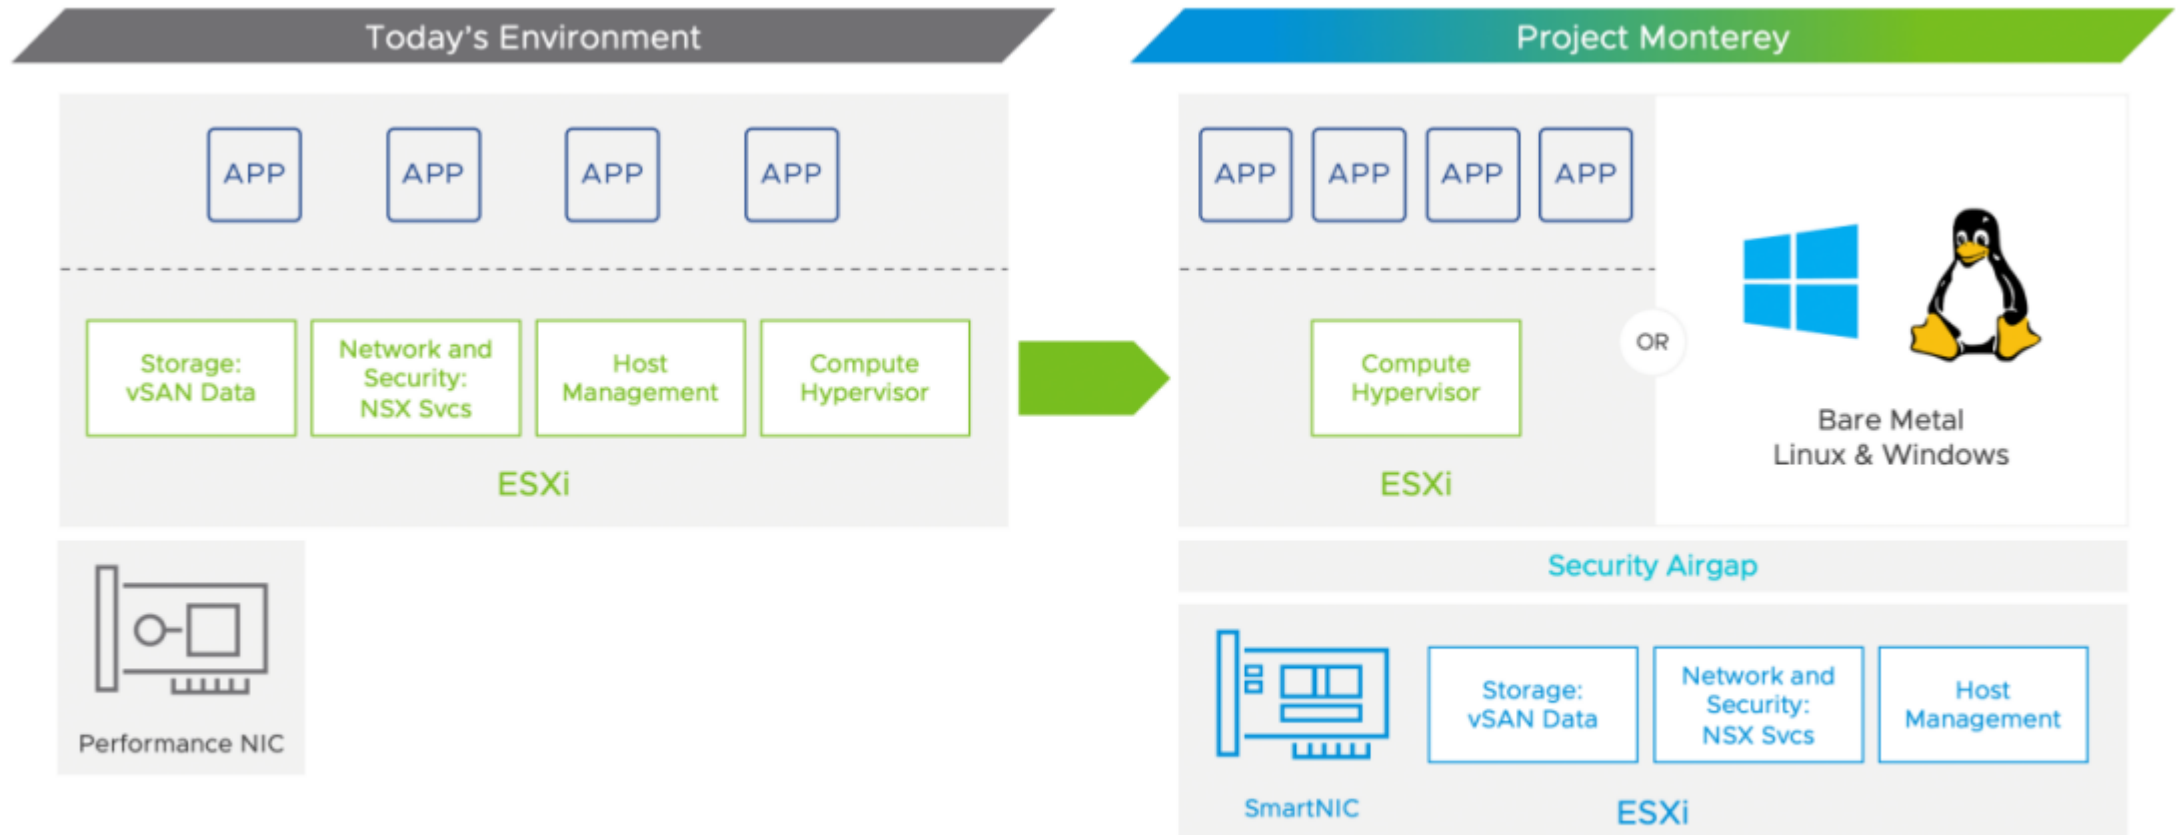 Today's Environment
APP
APP
APP
APP
Storage:
vSAN Data
Network and
Security:
NSX Svcs
Host
Management
Compute
Hypervisor
ESXi
Performance NIC
Project Monterey
APP
APP
APP
APP
Compute
Hypervisor
ESXi
OR
Bare Metal
Linux & Windows
Security Airgap
SmartNIC
Storage:
vSAN Data
Network and
Security:
NSX Svcs
Host
Management
ESXi